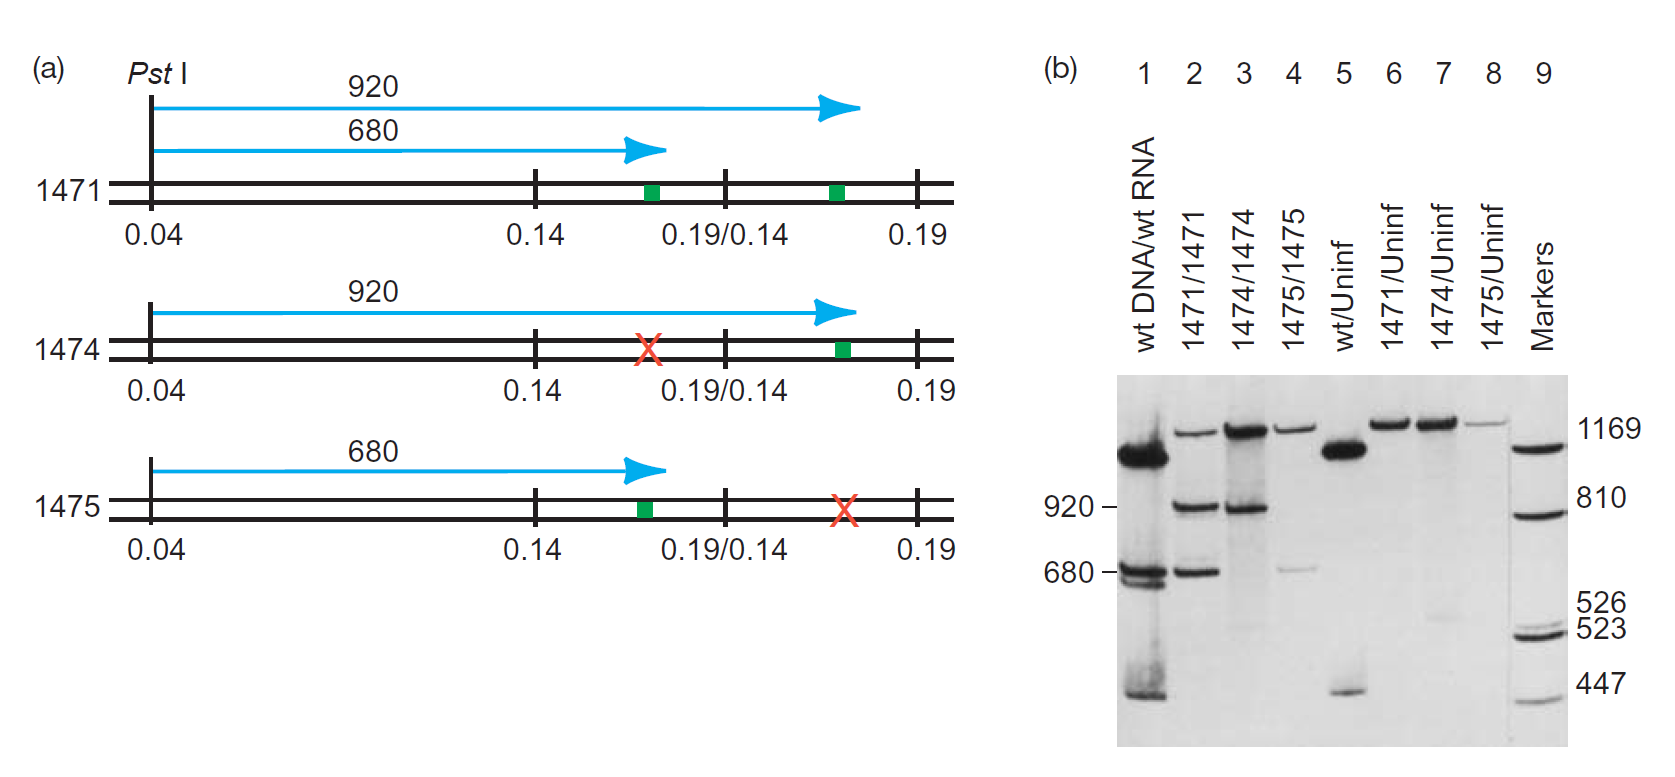 (a)
Pst I
920
680
1471
0.04 0.14 0.19/0.14 0.19
920
1474
0.04 0.14 0.19/0.14 0.19
680
1475
0.04 0.14 0.19/0.14 0.19
(b)
1 2 3 4 5 6 7 8 9
wt DNA/wt RNA
1471/1471
1474/1474
1475/1475
wt/Uninf
1471/Uninf
1474/Uninf
1475/Uninf
Markers
920
680
1169
810
526
523
447